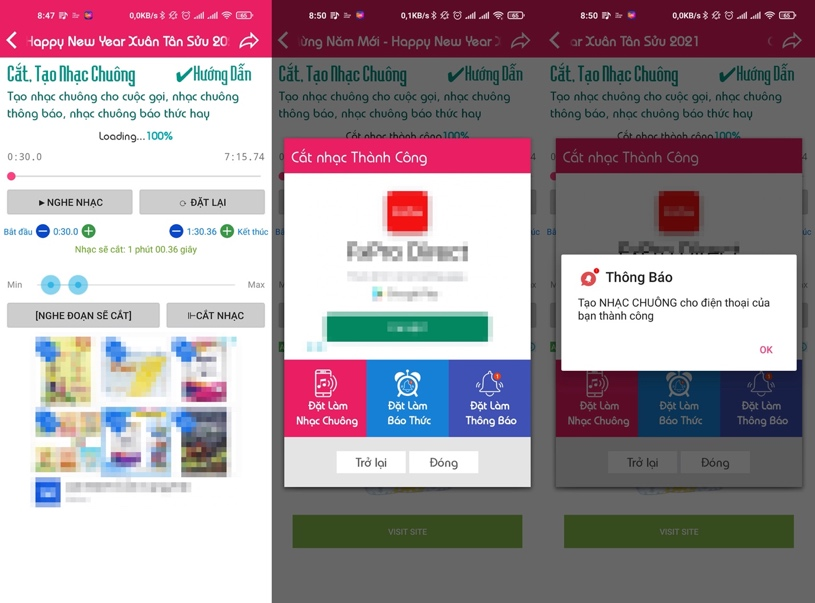 8:47 0,0KB/s 65
Happy New Year Xuân Tân Sửu 20
Cắt, Tạo Nhạc Chuông ✔Hướng Dẫn
Tạo nhạc chuông cho cuộc gọi, nhạc chuông
thông báo, nhạc chuông báo thức hay
Loading...100%
0:30.0 7:15.74
▶ NGHE NHẠC ĐẶT LẠI
Bắt đầu 0:30.0 1:30.36 Kết thúc
Nhạc sẽ cắt: 1 phút 00.36 giây
Min Max
[NGHE ĐOẠN SẼ CẮT] CẮT NHẠC
8:50 0,1KB/s 65
ừng Năm Mới - Happy New Year X
Cắt, Tạo Nhạc Chuông ✔Hướng Dẫn
Tạo nhạc chuông cho cuộc gọi, nhạc chuông
thông báo, nhạc chuông báo thức hay
Cắt nhạc thành công100%
Cắt nhạc Thành Công
FxPro Direct
Đặt Làm
Nhạc Chuông
Đặt Làm
Báo Thức
1
Đặt Làm
Thông Báo
Trở lại Đóng
VISIT SITE
8:50 0,0KB/s 65
ar Xuân Tân Sửu 2021
Cắt, Tạo Nhạc Chuông ✔Hướng Dẫn
Tạo nhạc chuông cho cuộc gọi, nhạc chuông
thông báo, nhạc chuông báo thức hay
Cắt nhạc thành công100%
Cắt nhạc Thành Công
Thông Báo
Tạo NHẠC CHUÔNG cho điện thoại của
bạn thành công
OK
Đặt Làm
Nhạc Chuông
Đặt Làm
Báo Thức
1
Đặt Làm
Thông Báo
Trở lại Đóng
VISIT SITE